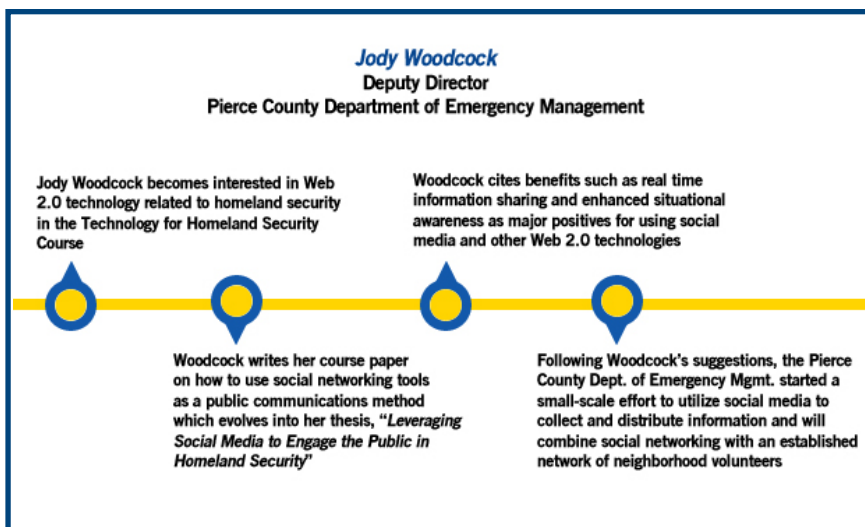 Jody Woodcock
Deputy Director
Pierce County Department of Emergency Management
Jody Woodcock becomes interested in Web
2.0 technology related to homeland security
in the Technology for Homeland Security
Course
Woodcock writes her course paper
on how to use social networking tools
as a public communications method
which evolves into her thesis, “Leveraging
Social Media to Engage the Public in
Homeland Security”
Woodcock cites benefits such as real time
information sharing and enhanced situational
awareness as major positives for using social
media and other Web 2.0 technologies
Following Woodcock’s suggestions, the Pierce
County Dept. of Emergency Mgmt. started a
small-scale effort to utilize social media to
collect and distribute information and will
combine social networking with an established
network of neighborhood volunteers